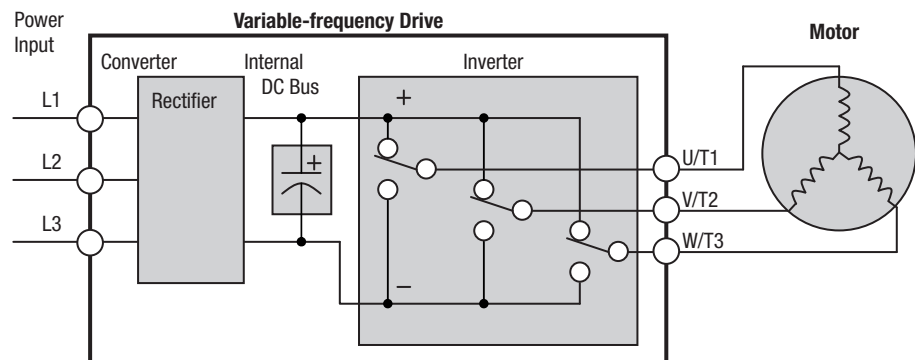 Power
Input
Variable-frequency Drive
Motor
Converter
Internal
DC Bus
Inverter
Rectifier
L1
L2
L3
+
+
–
U/T1
V/T2
W/T3